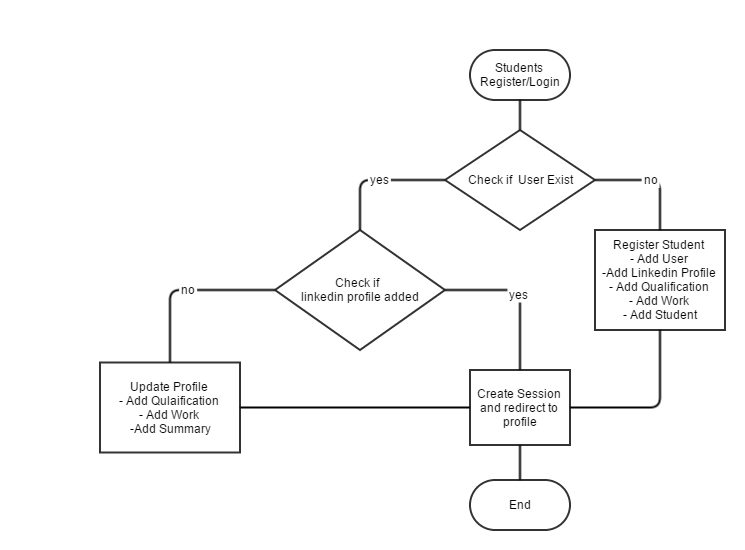 Students
Register/Login
Check if  User Exist
yes
no
Register Student
- Add User
-Add Linkedin Profile
- Add Qualification
- Add Work
- Add Student
Check if
linkedin profile added
no
yes
Update Profile
- Add Qulaification
- Add Work
-Add Summary
Create Session
and redirect to
profile
End